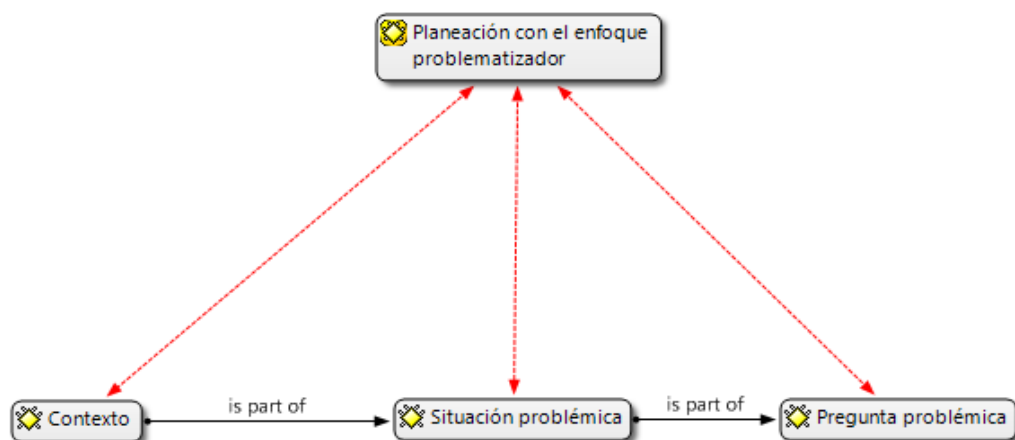 Planeación con el enfoque
problematizador
is part of
is part of
Contexto
Situación problémica
Pregunta problémica